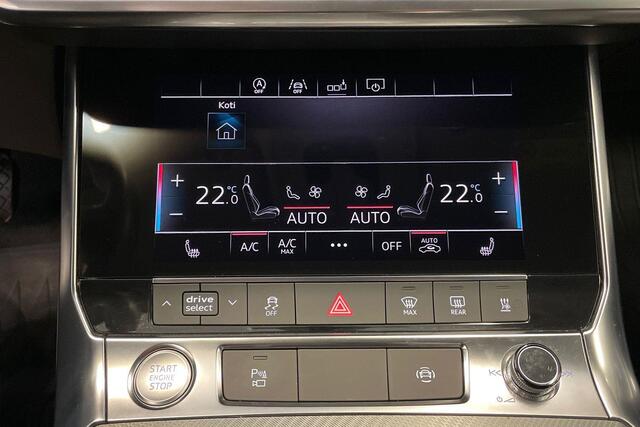 A OFF
OFF
Koti
+ 22.0 °C
AUTO
AUTO
22.0 °C +
−
−
A/C
A/C MAX
•••
OFF
AUTO
drive select
OFF
MAX
REAR
START ENGINE STOP
P